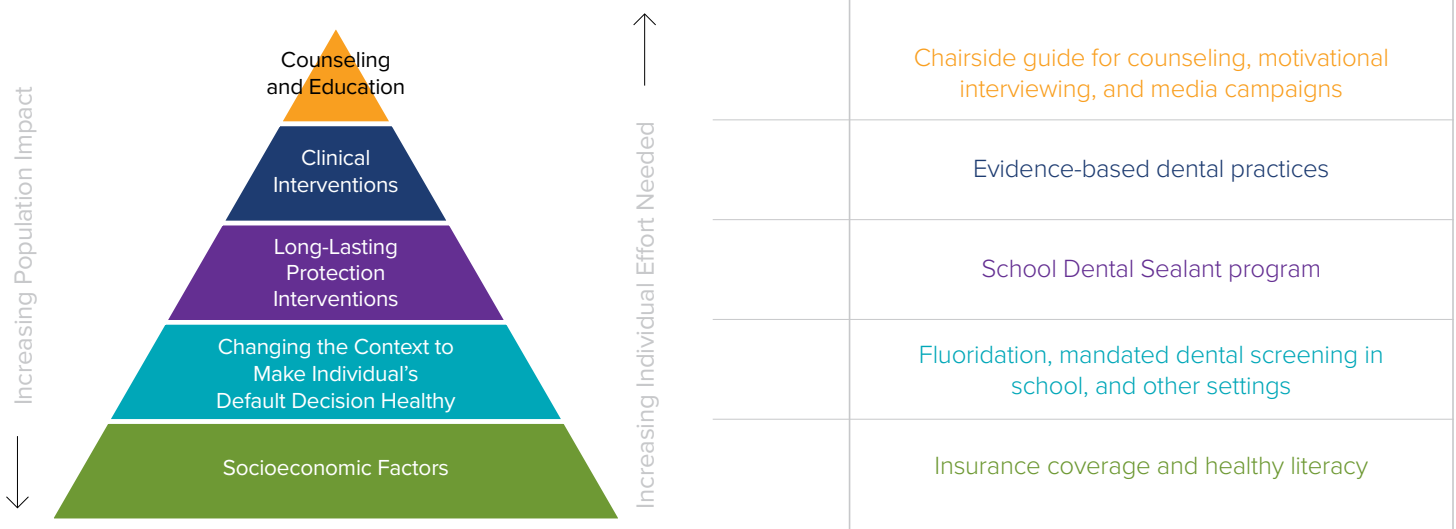 Increasing Population Impact
Counseling
and Education
Clinical
Interventions
Long-Lasting
Protection
Interventions
Changing the Context to
Make Individual’s
Default Decision Healthy
Socioeconomic Factors
Increasing Individual Effort Needed
Chairside guide for counseling, motivational
interviewing, and media campaigns
Evidence-based dental practices
School Dental Sealant program
Fluoridation, mandated dental screening in
school, and other settings
Insurance coverage and healthy literacy